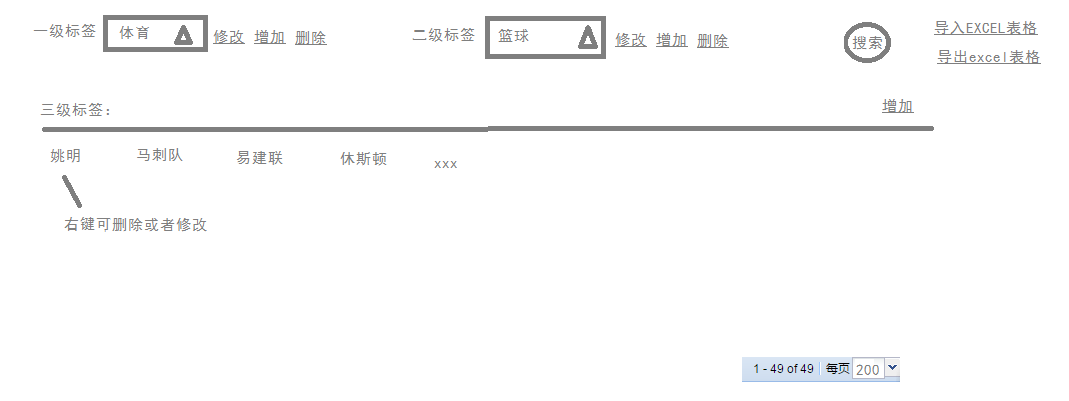 一级标签 体育 修改 增加 删除 二级标签 篮球 修改 增加 删除 搜索 导入EXCEL表格
导出excel表格
三级标签： 增加
姚明 马刺队 易建联 休斯顿 xxx
右键可删除或者修改
1 - 49 of 49 每页 200